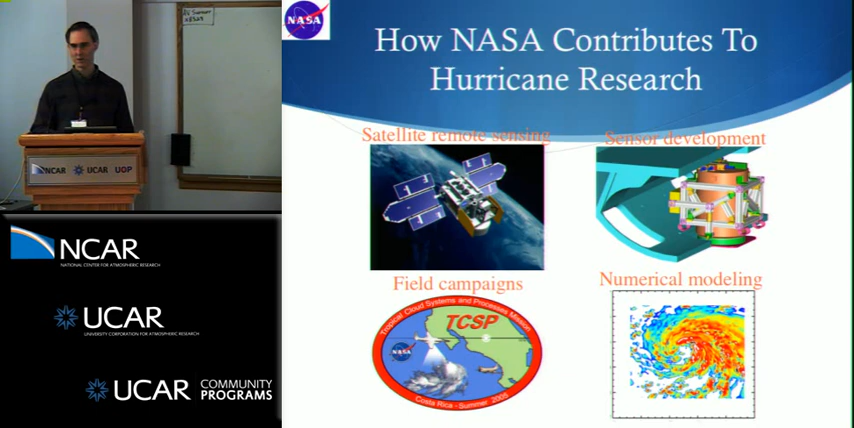 NASA
How NASA Contributes To
Hurricane Research
Satellite remote sensing
Sensor development
Field campaigns
Numerical modeling
Tropical Cloud Systems and Processes Mission
TCSP
NASA
Costa Rica - Summer 2005
NCAR UCAR UOP
NCAR
NATIONAL CENTER FOR ATMOSPHERIC RESEARCH
UCAR
UNIVERSITY CORPORATION FOR ATMOSPHERIC RESEARCH
UCAR COMMUNITY
PROGRAMS